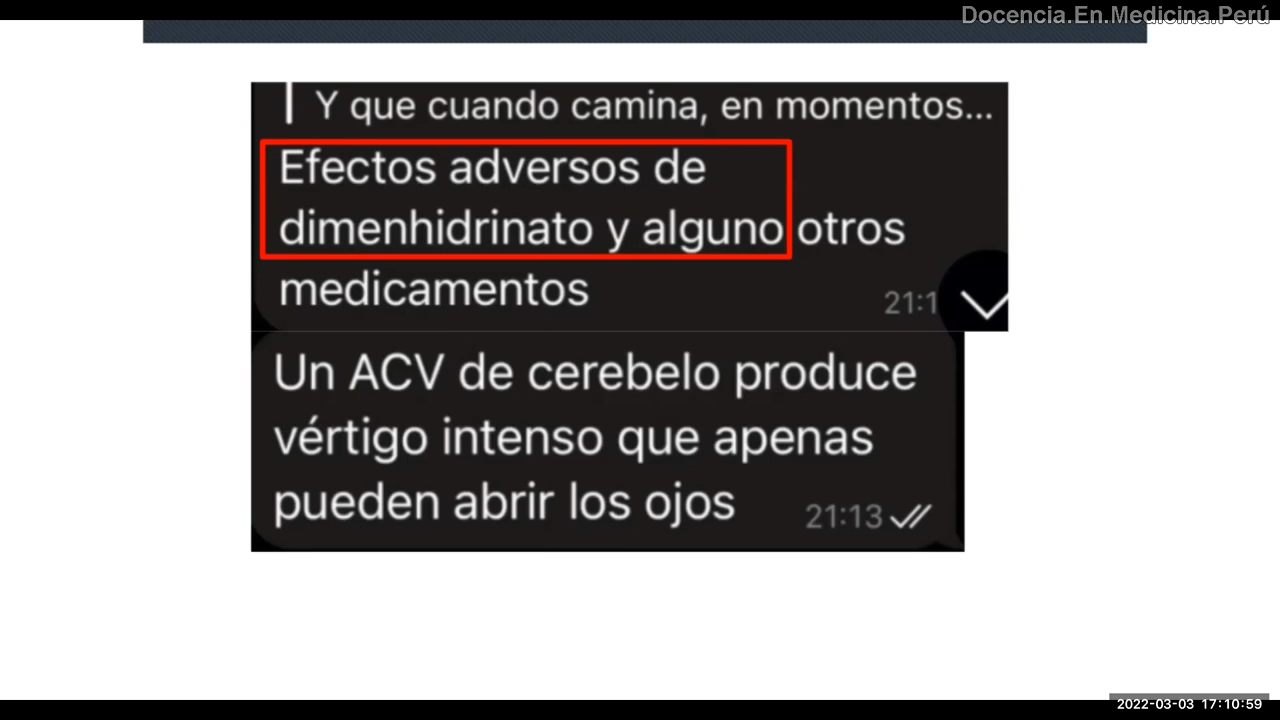 Docencia.En.Medicina.Perú
Y que cuando camina, en momentos...
Efectos adversos de
dimenhidrinato y alguno otros
medicamentos
21:1
Un ACV de cerebelo produce
vértigo intenso que apenas
pueden abrir los ojos
21:13
2022-03-03 17:10:59